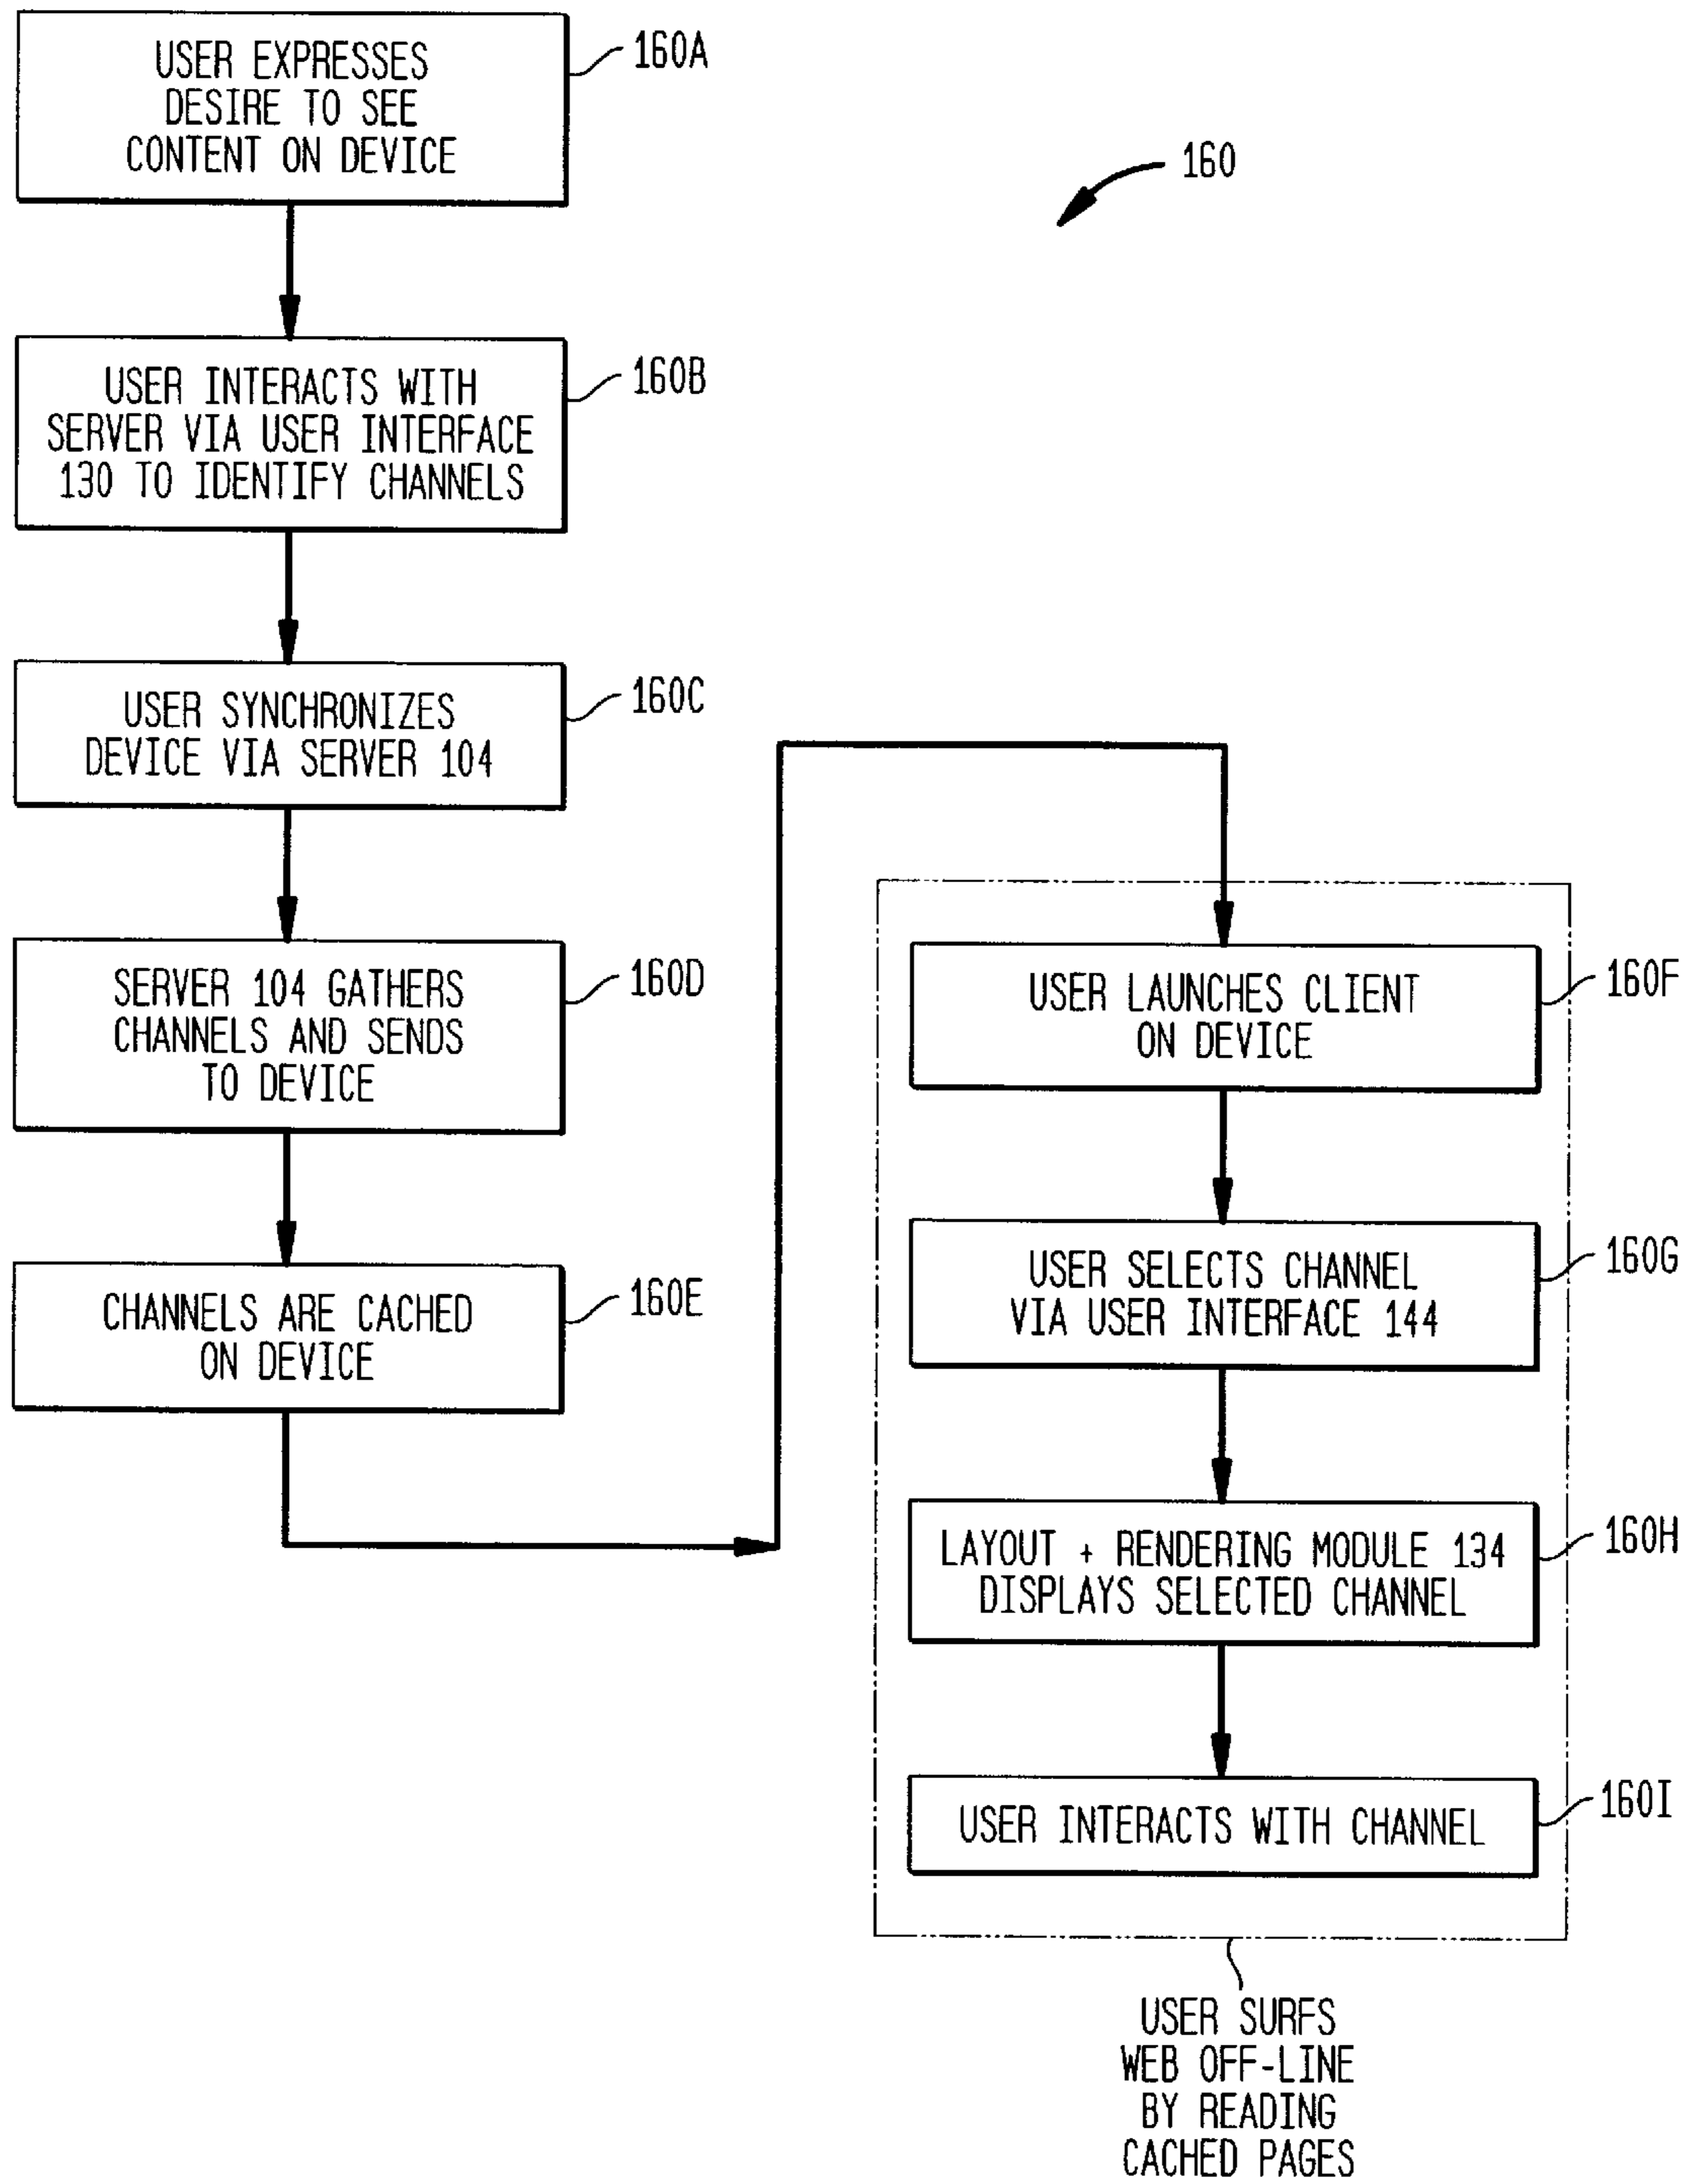 USER EXPRESSES
DESIRE TO SEE
CONTENT ON DEVICE
160A
160
USER INTERACTS WITH
SERVER VIA USER INTERFACE
130 TO IDENTIFY CHANNELS
160B
USER SYNCHRONIZES
DEVICE VIA SERVER 104
160C
SERVER 104 GATHERS
CHANNELS AND SENDS
TO DEVICE
160D
CHANNELS ARE CACHED
ON DEVICE
160E
USER LAUNCHES CLIENT
ON DEVICE
160F
USER SELECTS CHANNEL
VIA USER INTERFACE 144
160G
LAYOUT + RENDERING MODULE 134
DISPLAYS SELECTED CHANNEL
160H
USER INTERACTS WITH CHANNEL
160I
USER SURFS
WEB OFF-LINE
BY READING
CACHED PAGES